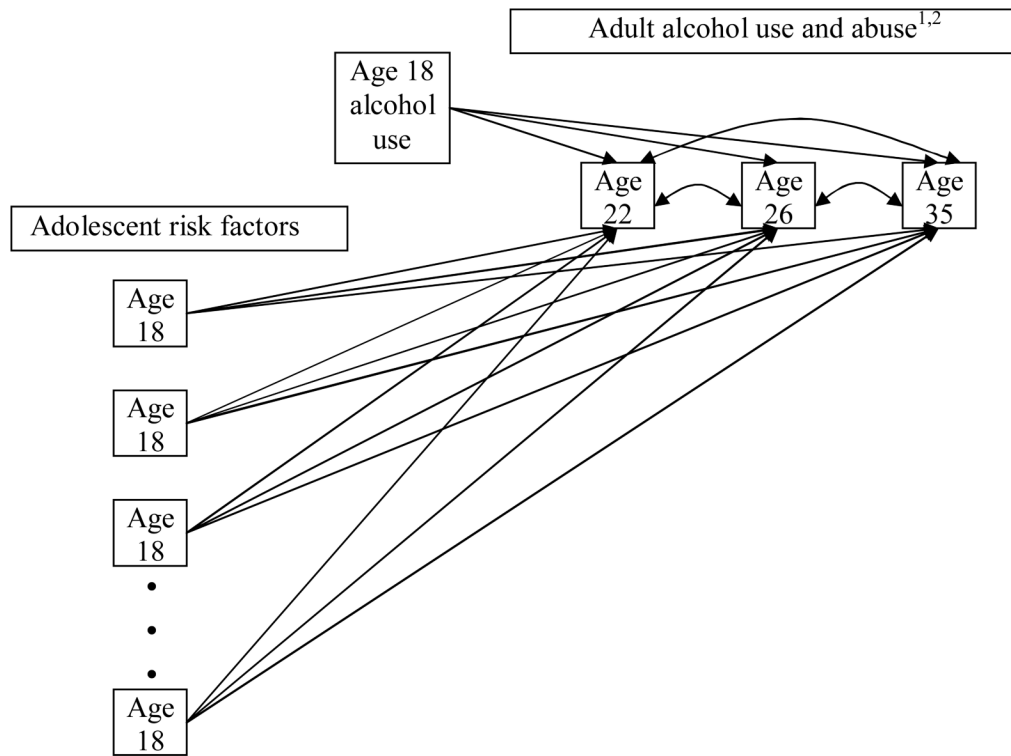 Adult alcohol use and abuse1,2
Age 18
alcohol
use
Age
22
Age
26
Age
35
Adolescent risk factors
Age
18
Age
18
Age
18
Age
18